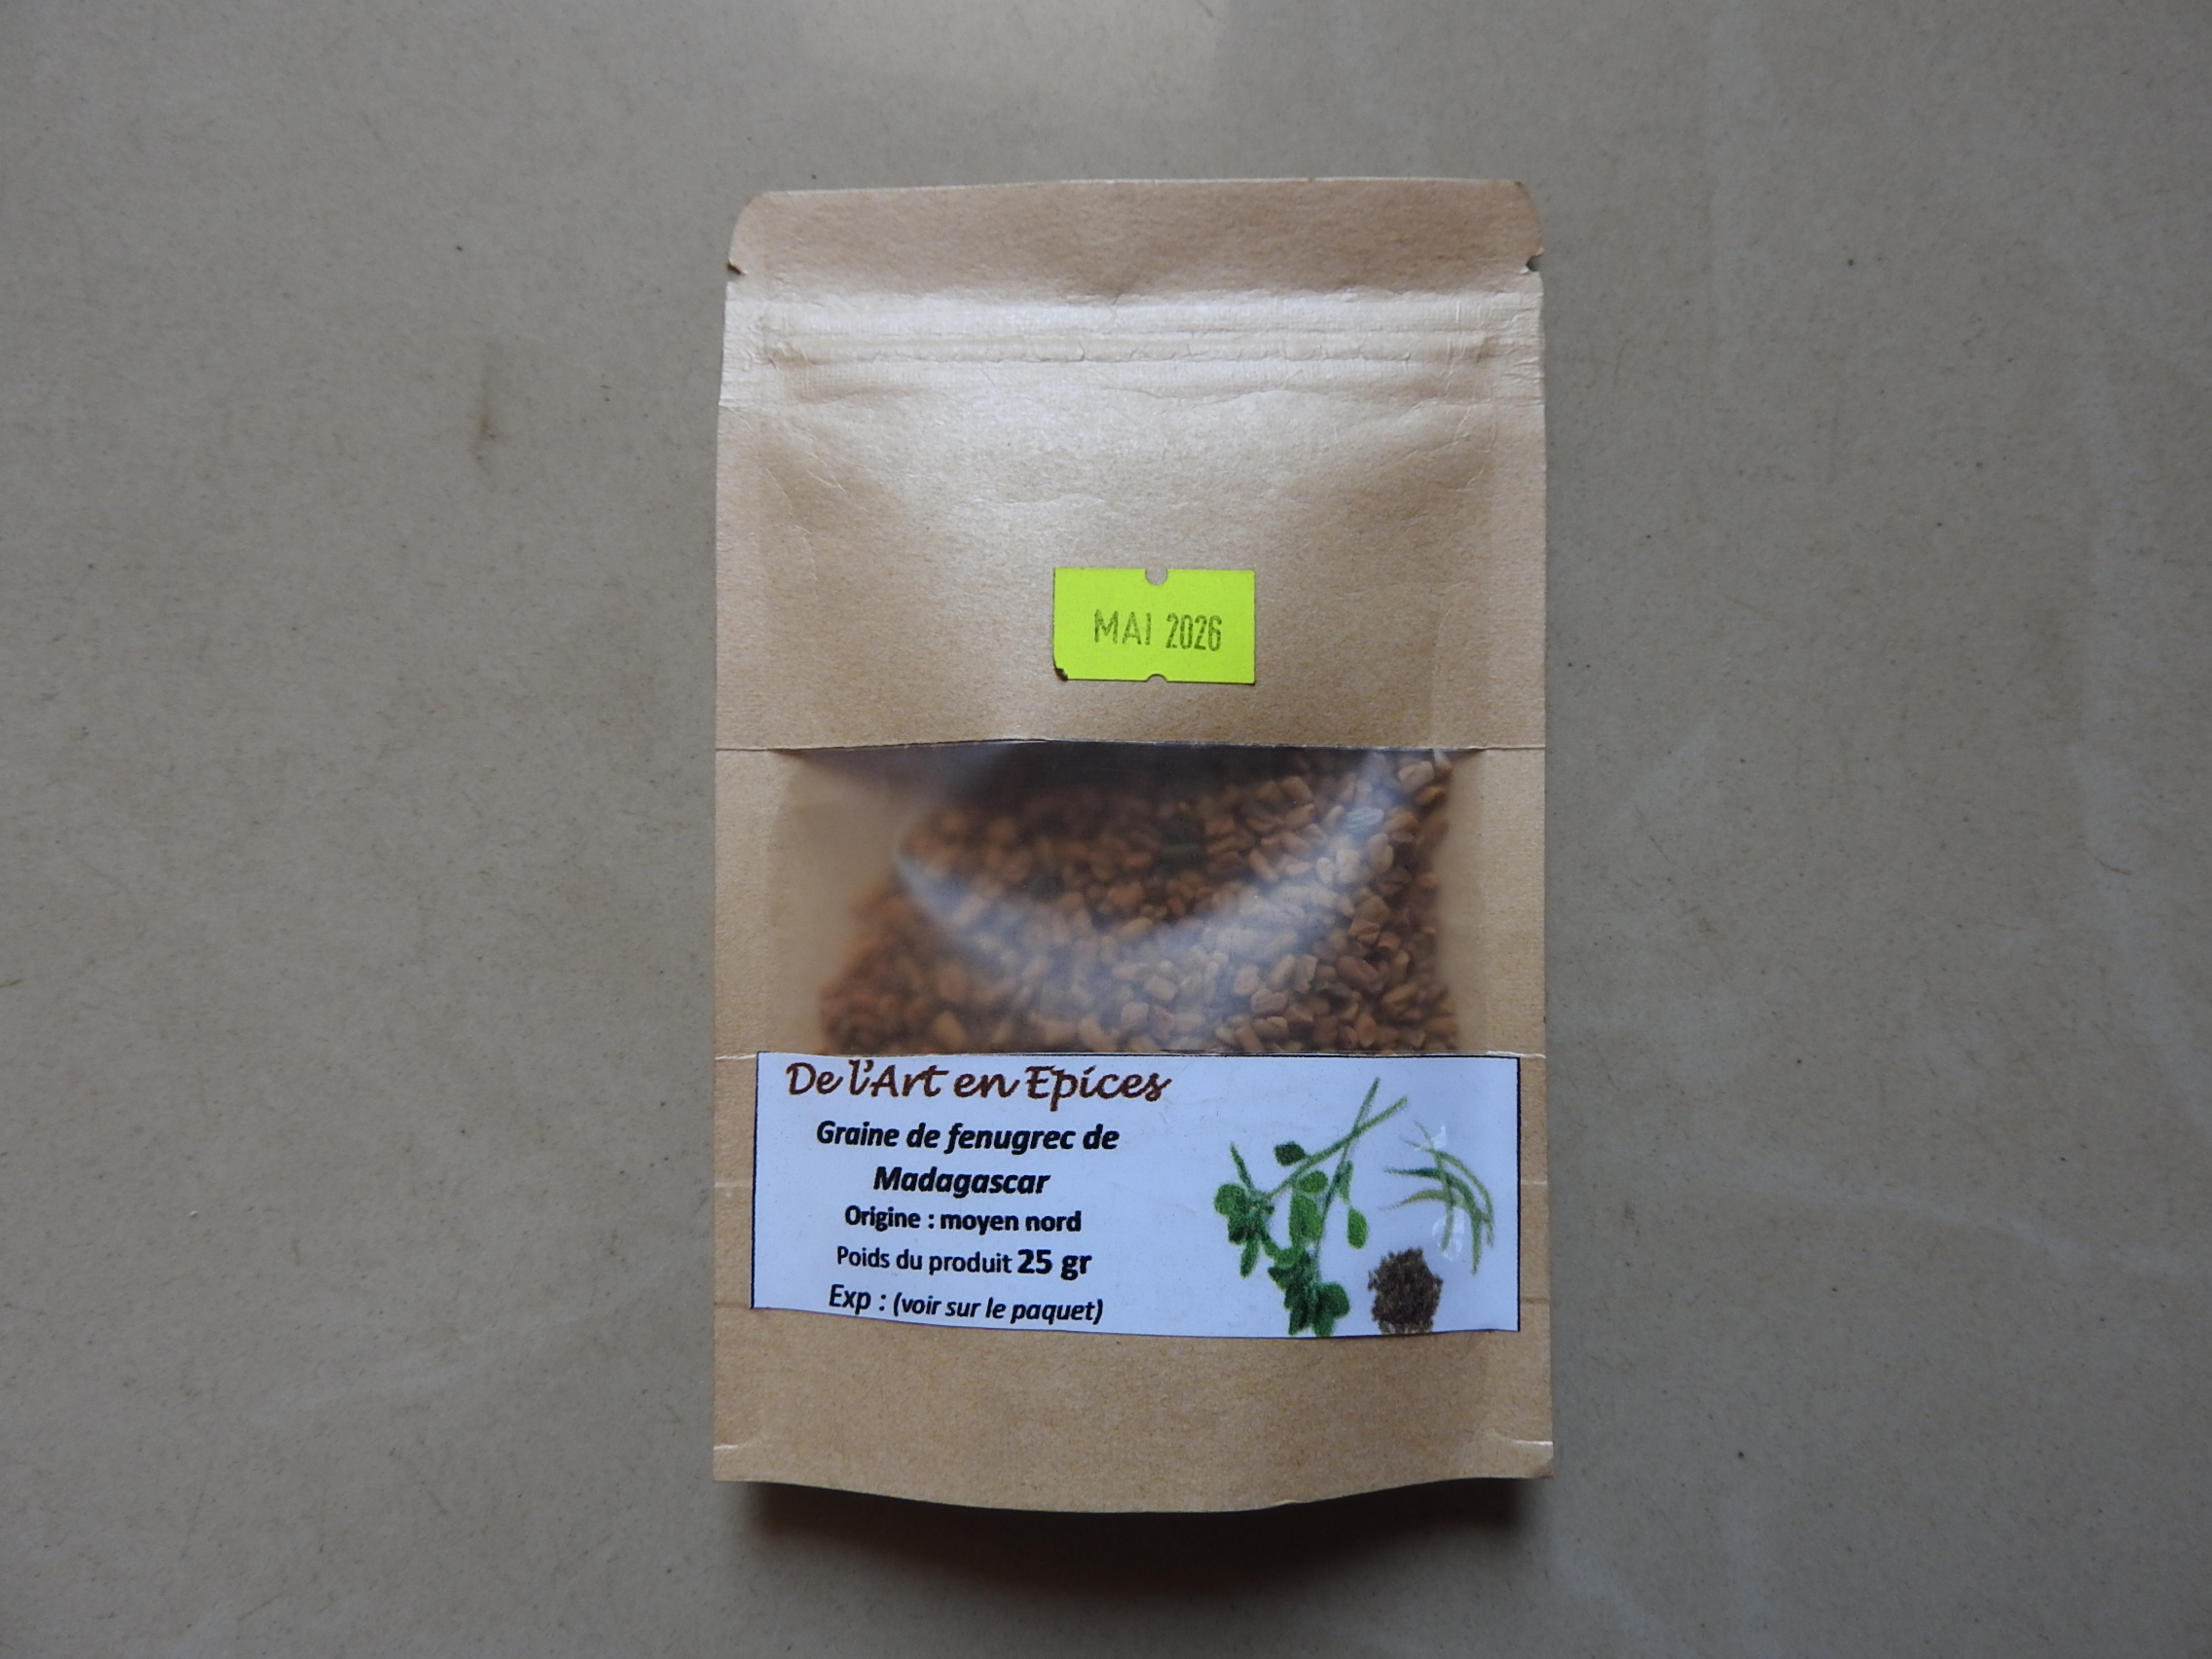 MAI 2026
De l'Art en Epices
Graine de fenugrec de
Madagascar
Origine : moyen nord
Poids du produit 25 gr
Exp : (voir sur le paquet)